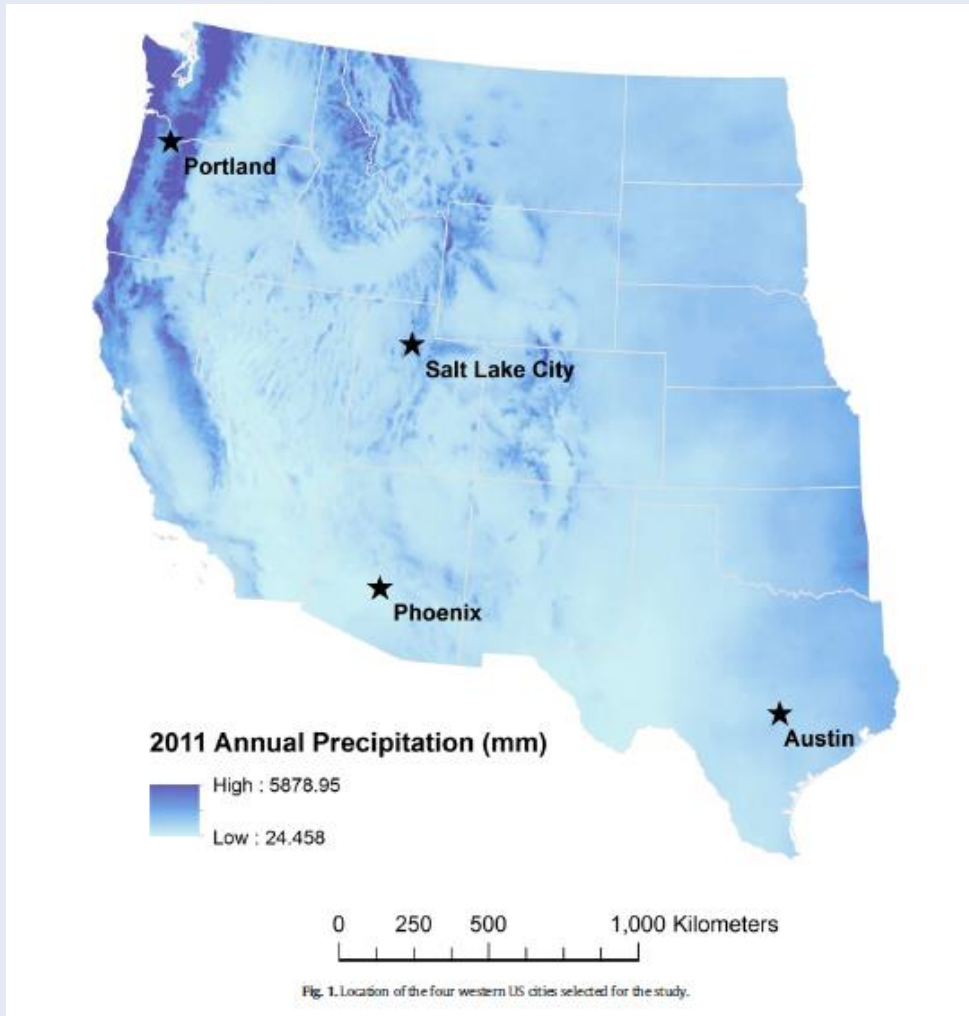 Portland
Salt Lake City
Phoenix
Austin
2011 Annual Precipitation (mm)
High : 5878.95
Low : 24.458
0 250 500 1,000 Kilometers
Fig. 1. Location of the four western US cities selected for the study.